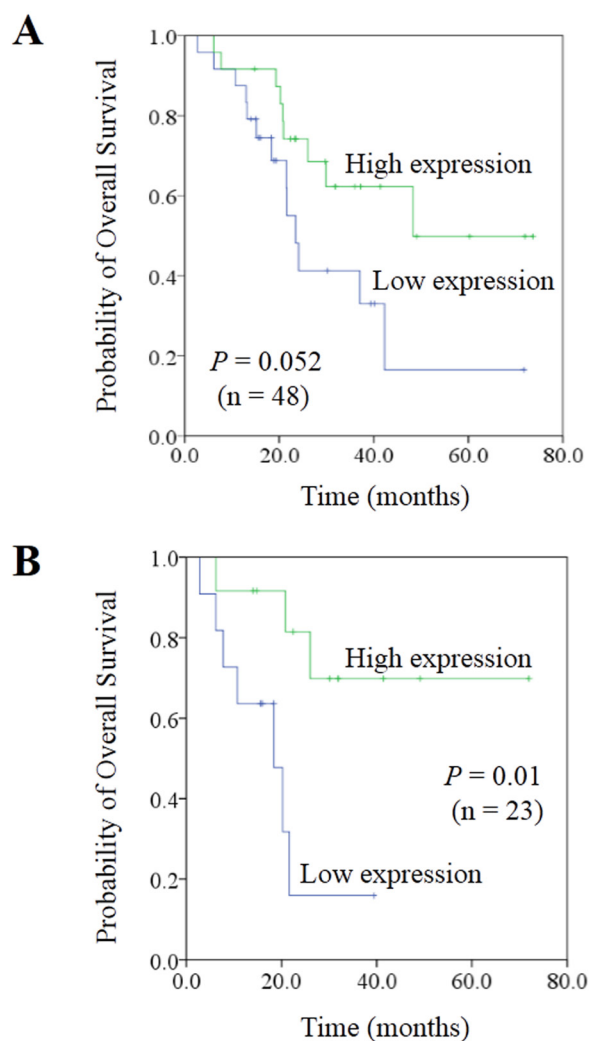 A
Probability of Overall Survival
1.0
0.8
0.6
0.4
0.2
0.0
High expression
Low expression
P = 0.052
(n = 48)
0.0 20.0 40.0 60.0 80.0
Time (months)
B
Probability of Overall Survival
1.0
0.8
0.6
0.4
0.2
0.0
High expression
P = 0.01
(n = 23)
Low expression
0.0 20.0 40.0 60.0 80.0
Time (months)